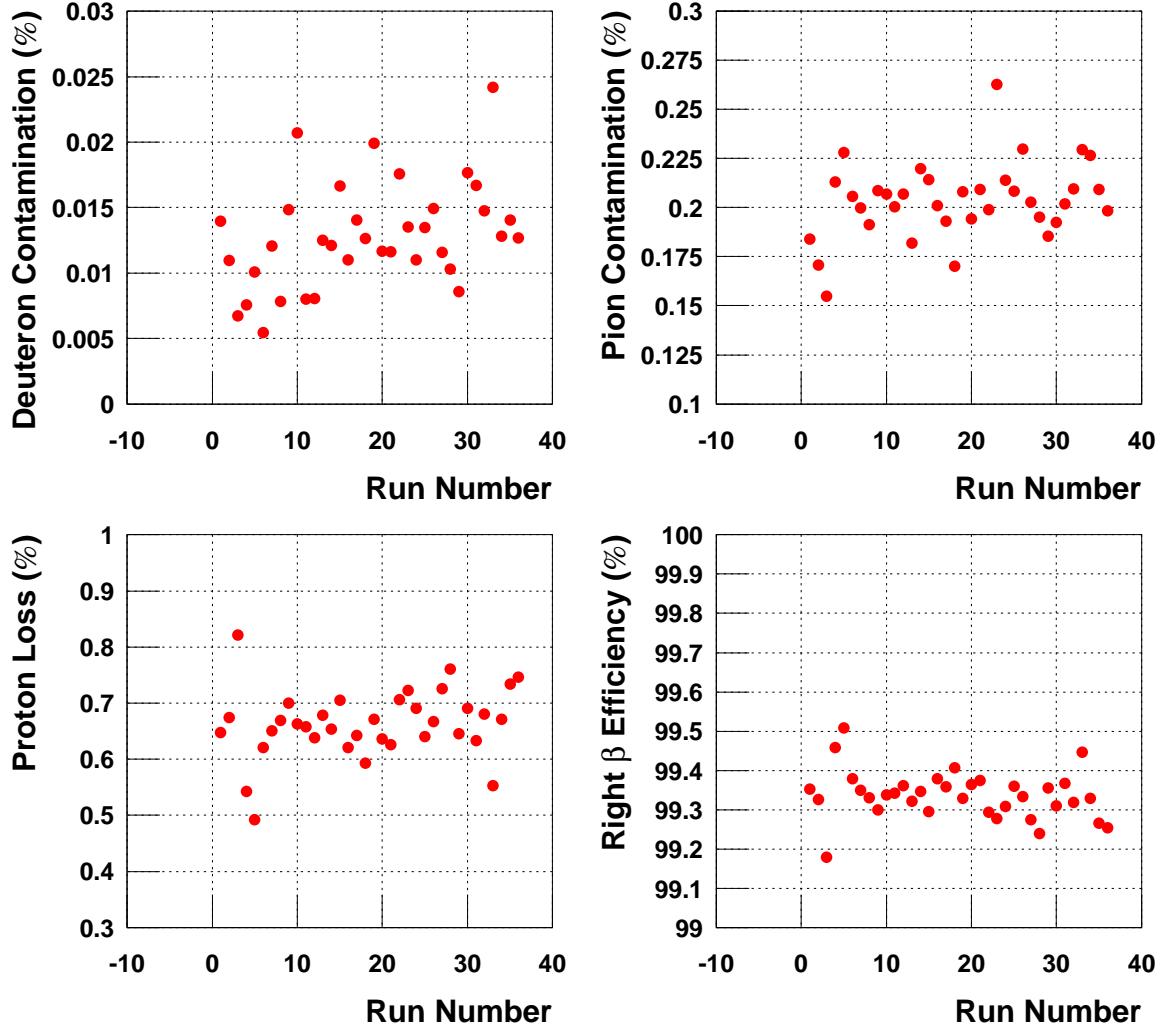 Deuteron Contamination (%)
0.03
0.025
0.02
0.015
0.01
0.005
0
-10 0 10 20 30 40
Run Number
Pion Contamination (%)
0.3
0.275
0.25
0.225
0.2
0.175
0.15
0.125
0.1
-10 0 10 20 30 40
Run Number
Proton Loss (%)
1
0.9
0.8
0.7
0.6
0.5
0.4
0.3
-10 0 10 20 30 40
Run Number
Right β Efficiency (%)
100
99.9
99.8
99.7
99.6
99.5
99.4
99.3
99.2
99.1
99
-10 0 10 20 30 40
Run Number